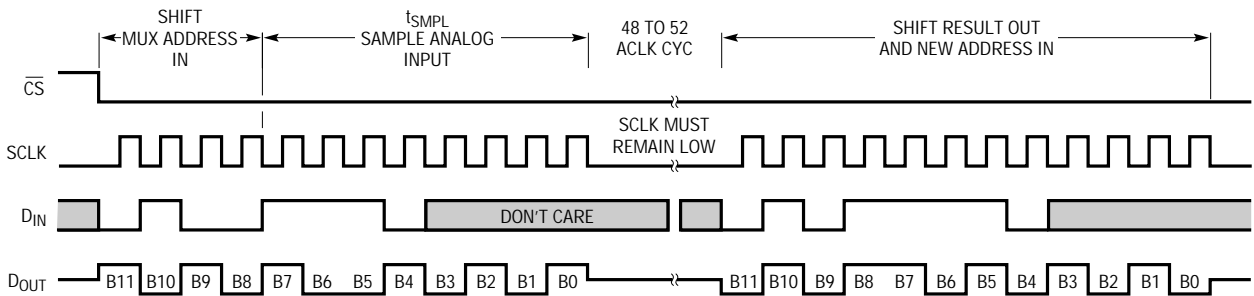 SHIFT
MUX ADDRESS
IN
tSMPL
SAMPLE ANALOG
INPUT
48 TO 52
ACLK CYC
SHIFT RESULT OUT
AND NEW ADDRESS IN
CS
SCLK
SCLK MUST
REMAIN LOW
DIN
DON'T CARE
DOUT
B11 B10 B9 B8 B7 B6 B5 B4 B3 B2 B1 B0
B11 B10 B9 B8 B7 B6 B5 B4 B3 B2 B1 B0